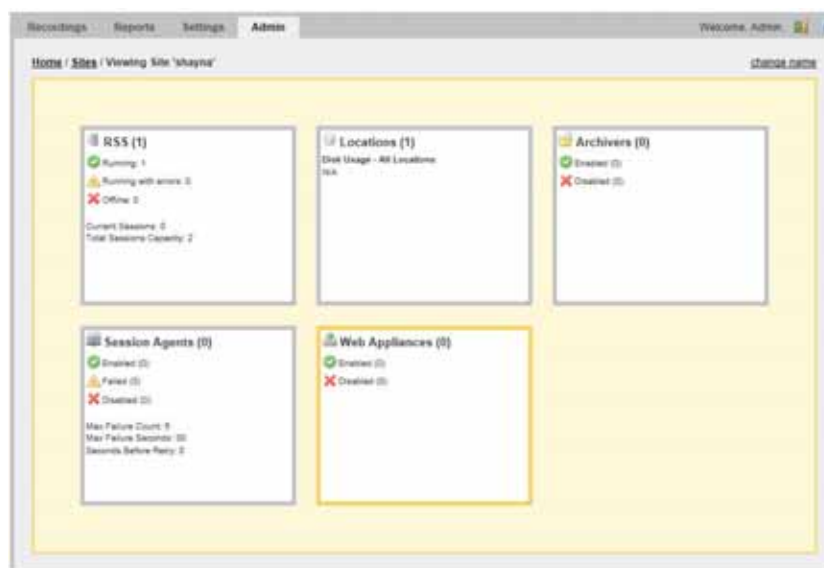 Recordings Reports Settings Admin Welcome, Admin.
Home / Sites / Viewing Site 'shayna' change name
RSS (1)
Running: 1
Running with errors: 0
Offline: 0
Current Sessions: 0
Total Sessions Capacity: 2
Locations (1)
Disk Usage - All Locations:
N/A
Archivers (0)
Enabled (0)
Disabled (0)
Session Agents (0)
Enabled (0)
Failed (0)
Disabled (0)
Max Failure Count: 5
Max Failure Seconds: 
Seconds Before Retry: 0
Web Appliances (0)
Enabled (0)
Disabled (0)